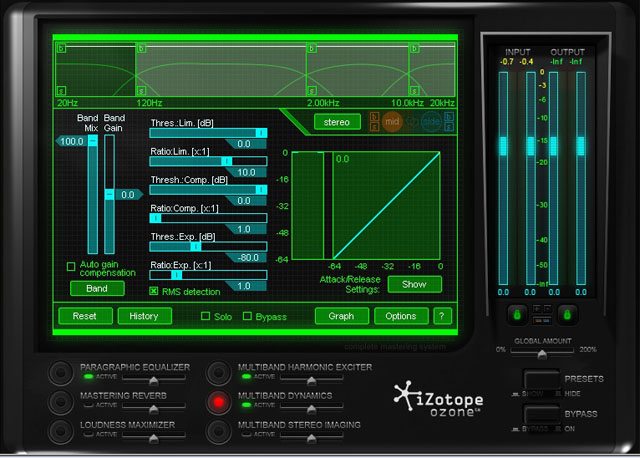 b b b b
s s s s
20Hz 120Hz 2.00kHz 10.0kHz 20kHz
Band Mix
Band Gain
100.0
0.0
Thres.:Lim. [dB]
0.0
Ratio:Lim. [x:1]
10.0
Thresh.:Comp. [dB]
0.0
Ratio:Comp. [x:1]
1.0
Thres.:Exp. [dB]
-80.0
Ratio:Exp. [x:1]
1.0
RMS detection
Auto gain
compensation
Band
stereo
b
s
mid
side
b
s
0.0
0
-16
-32
-48
-64
-64 -48 -32 -16 0
Attack/Release
Settings:
Show
Reset History Solo Bypass Graph Options ?
complete mastering system
INPUT OUTPUT
-0.7 -0.4 -Inf -Inf
0
-3
-6
-10
-15
-20
-30
-40
-50
-Inf
0.0 0.0 0.0 0.0
GLOBAL AMOUNT
0% 200%
PARAGRAPHIC EQUALIZER
ACTIVE
MASTERING REVERB
ACTIVE
LOUDNESS MAXIMIZER
ACTIVE
MULTIBAND HARMONIC EXCITER
ACTIVE
MULTIBAND DYNAMICS
ACTIVE
MULTIBAND STEREO IMAGING
ACTIVE
iZotope
ozone
PRESETS
SHOW HIDE
BYPASS
BYPASS ON